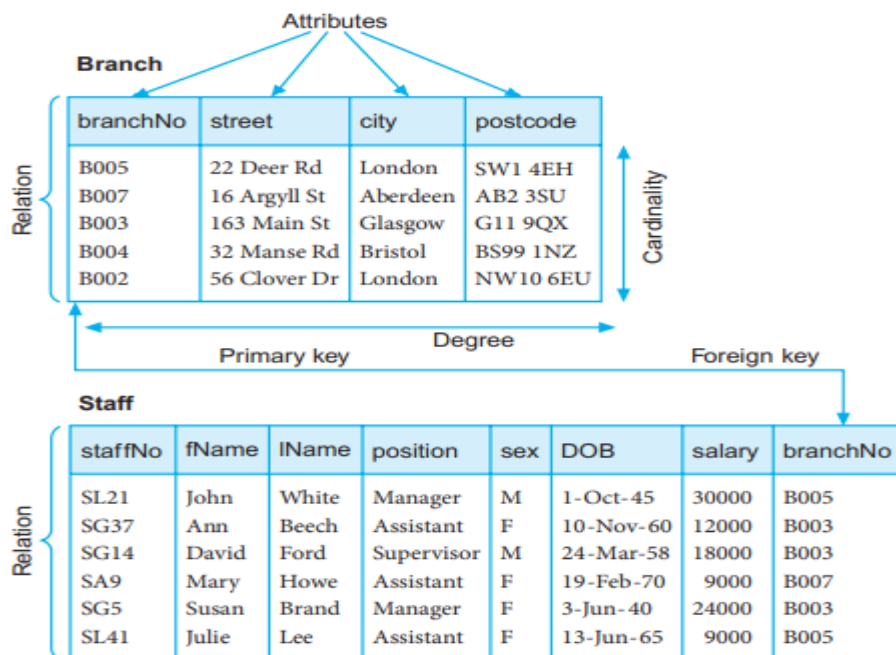 Attributes
Branch
branchNo street city postcode
B005 22 Deer Rd London SW1 4EH
B007 16 Argyll St Aberdeen AB2 3SU
B003 163 Main St Glasgow G11 9QX
B004 32 Manse Rd Bristol BS99 1NZ
B002 56 Clover Dr London NW10 6EU
Relation
Cardinality
Degree
Primary key Foreign key
Staff
staffNo fName lName position sex DOB salary branchNo
SL21 John White Manager M 1-Oct-45 30000 B005
SG37 Ann Beech Assistant F 10-Nov-60 12000 B003
SG14 David Ford Supervisor M 24-Mar-58 18000 B003
SA9 Mary Howe Assistant F 19-Feb-70 9000 B007
SG5 Susan Brand Manager F 3-Jun-40 24000 B003
SL41 Julie Lee Assistant F 13-Jun-65 9000 B005
Relation